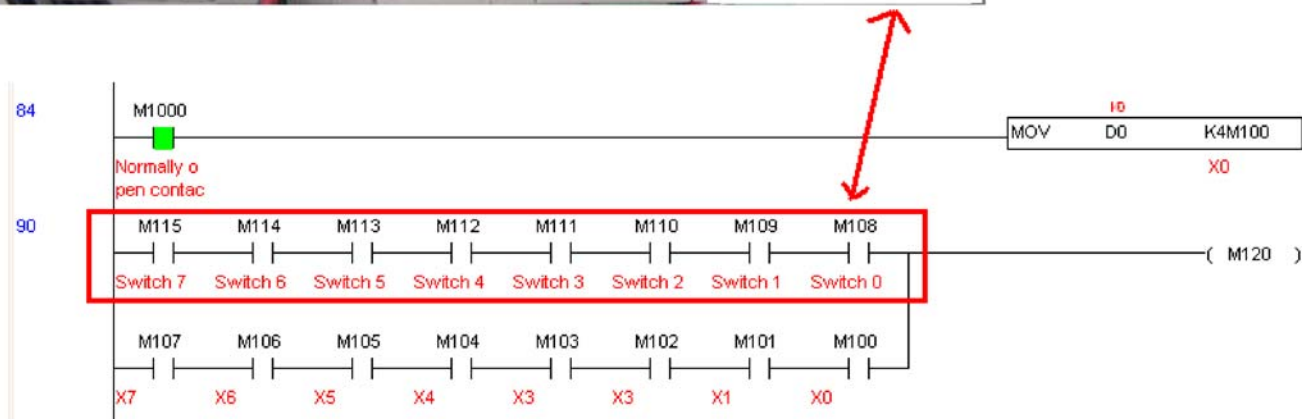 84
M1000
MOV D0 K4M100
Normally o
pen contac
X0
90
M115 M114 M113 M112 M111 M110 M109 M108
( M120 )
Switch 7 Switch 6 Switch 5 Switch 4 Switch 3 Switch 2 Switch 1 Switch 0
M107 M106 M105 M104 M103 M102 M101 M100
X7 X6 X5 X4 X3 X3 X1 X0